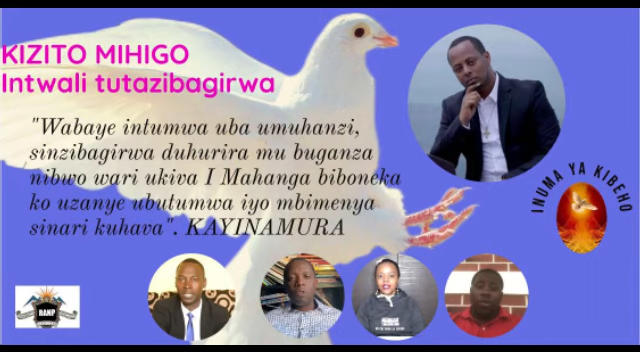 KIZITO MIHIGO
Intwali tutazibagirwa
"Wabaye intumwa uba umuhanzi,
sinzibagirwa duhurira mu buganza
nibwo wari ukiva I Mahanga biboneka
ko uzanye ubutumwa iyo mbimenya
sinari kuhava". KAYINAMURA
INUMA YA KIBEHO
RANP